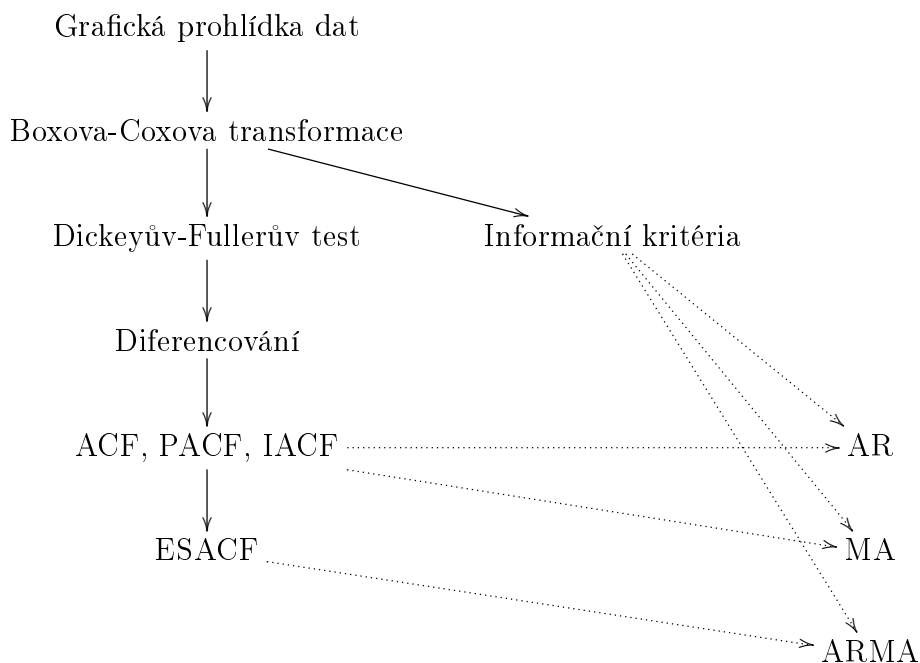 Grafická prohlídka dat
Boxova-Coxova transformace
Dickeyův-Fullerův test
Informační kritéria
Diferencování
ACF, PACF, IACF
AR
ESACF
MA
ARMA